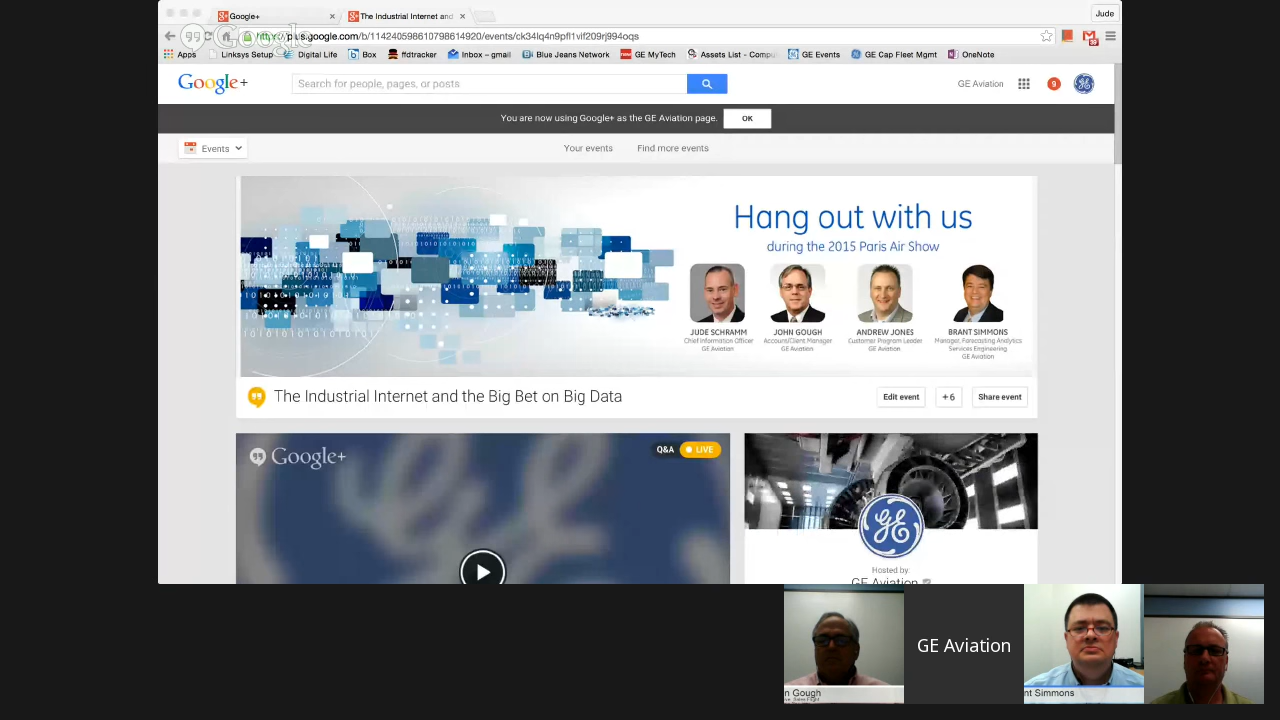 Google+
The Industrial Internet and
Jude
Google
https://plus.google.com/b/114240598610798614920/events/ck34lq4n9pfl1vif209rj994oqs
Apps Linksys Setup Digital Life Box ffdtracker Inbox – gmail Blue Jeans Network GE MyTech Assets List - Compu GE Events GE Cap Fleet Mgmt OneNote
Google+
Search for people, pages, or posts
GE Aviation
9
You are now using Google+ as the GE Aviation page.
OK
Events
Your events
Find more events
Hang out with us
during the 2015 Paris Air Show
JUDE SCHRAMM
Chief Information Officer
GE Aviation
JOHN GOUGH
Account/Client Manager
GE Aviation
ANDREW JONES
Customer Program Leader
GE Aviation
BRANT SIMMONS
Manager, Forecasting Analytics
Services Engineering
GE Aviation
The Industrial Internet and the Big Bet on Big Data
Edit event
+6
Share event
Google+
Q&A
LIVE
GE
Hosted by:
GE Aviation
n Gough
GE Aviation
nt Simmons